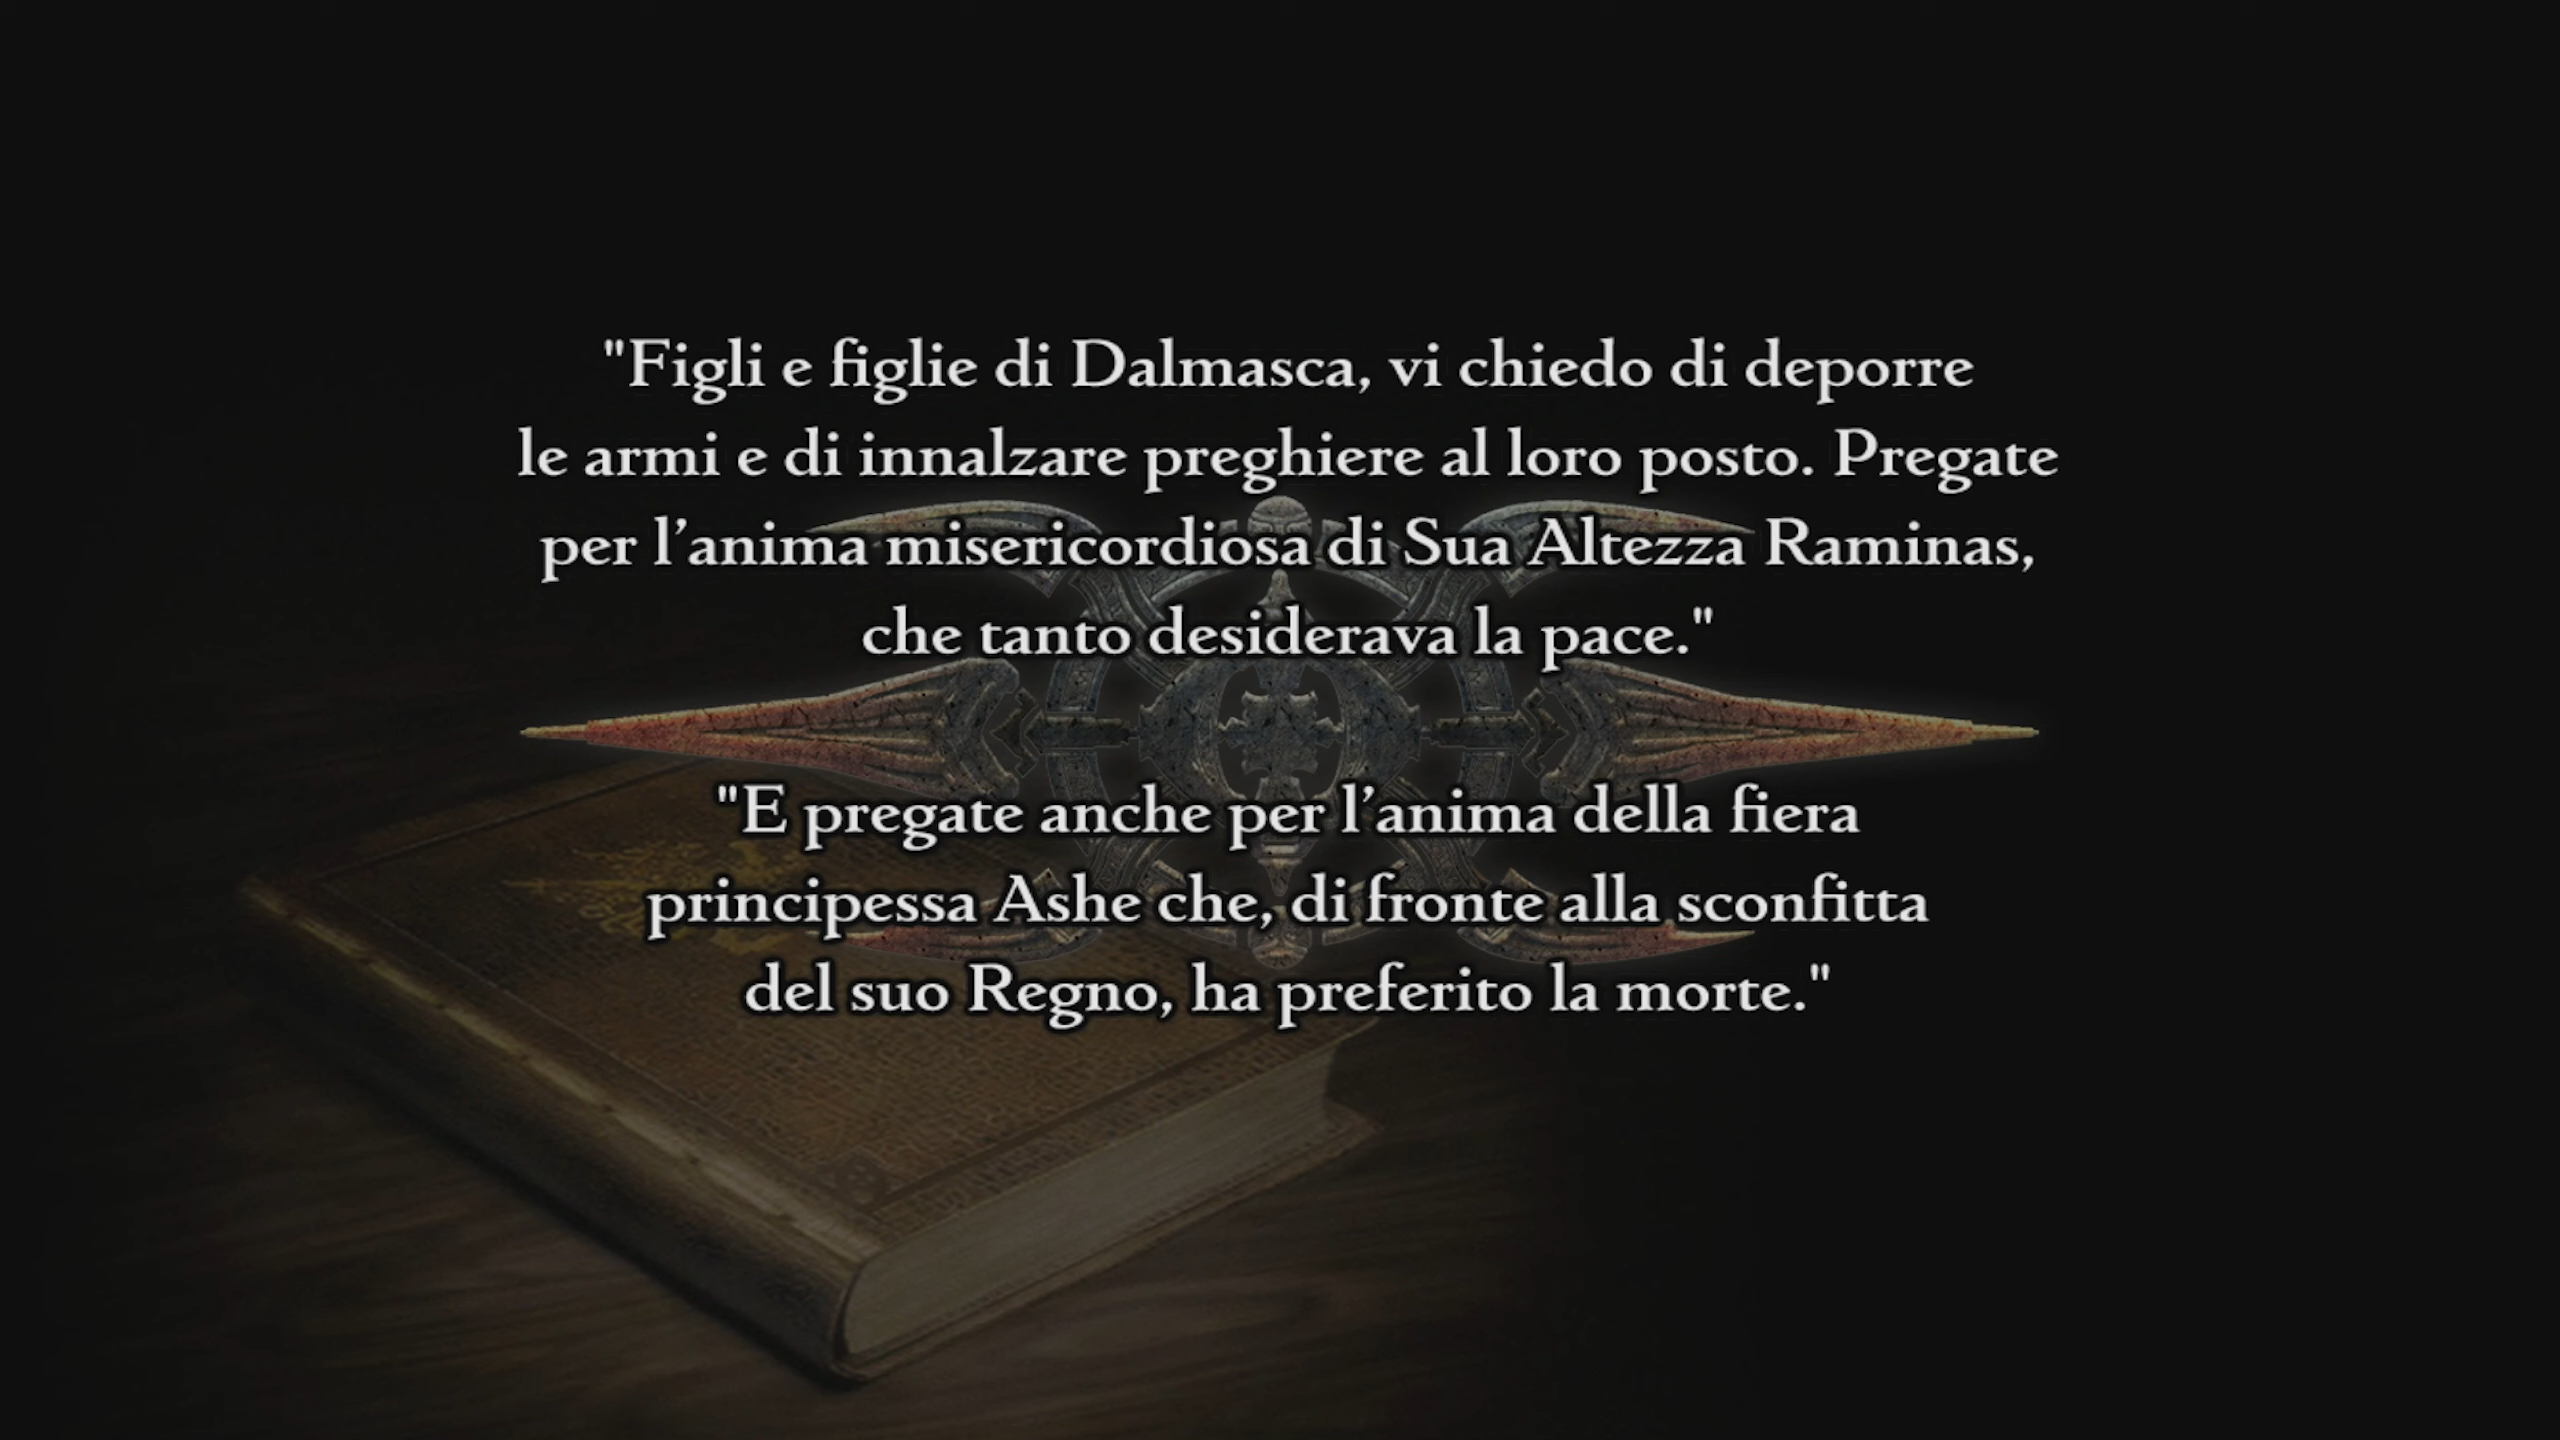 "Figli e figlie di Dalmasca, vi chiedo di deporre
le armi e di innalzare preghiere al loro posto. Pregate
per l’anima misericordiosa di Sua Altezza Raminas,
che tanto desiderava la pace."
"E pregate anche per l’anima della fiera
principessa Ashe che, di fronte alla sconfitta
del suo Regno, ha preferito la morte."